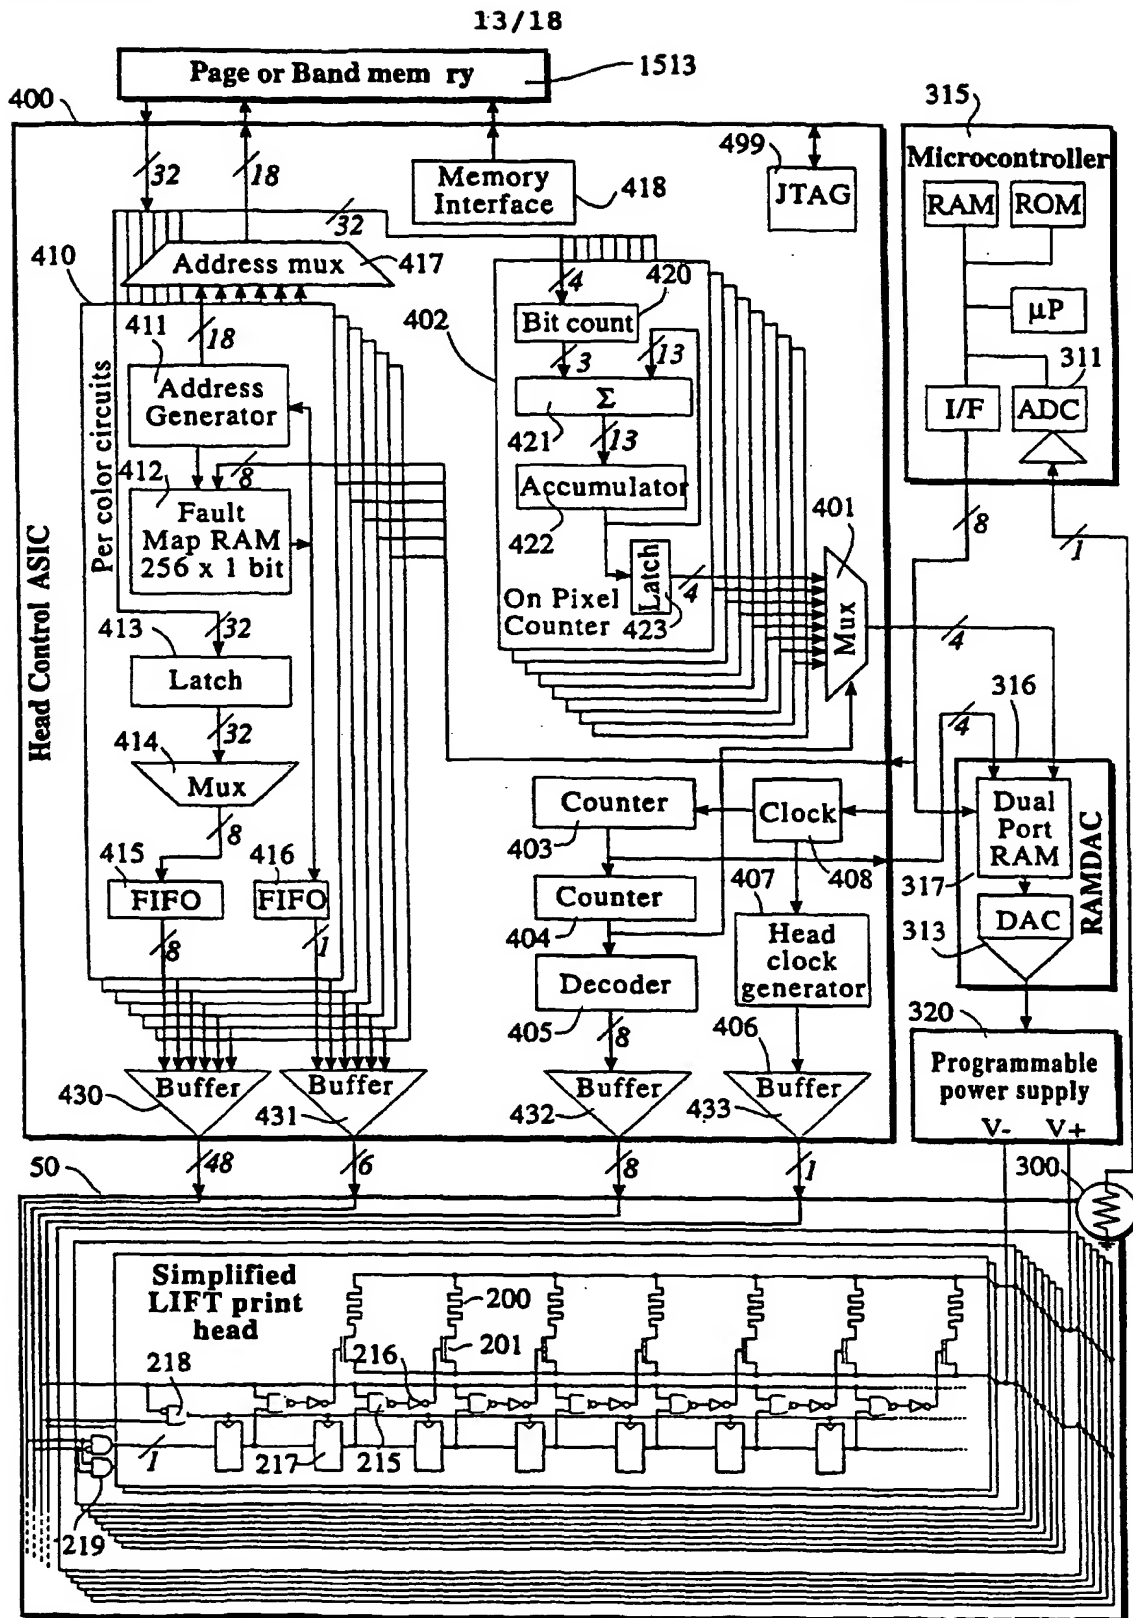 13/18
Page or Band mem ry
1513
400
32
18
Memory
Interface
418
499
JTAG
315
Microcontroller
RAM
ROM
µP
311
I/F
ADC
8
1
32
410
Address mux
417
411
18
Address
Generator
412
8
Fault
Map RAM
256 x 1 bit
Per color circuits
Head Control ASIC
413
32
Latch
414
32
Mux
8
415
FIFO
416
FIFO
8
1
402
4
420
Bit count
3
13
Σ
421
13
Accumulator
422
Latch
4
423
On Pixel
Counter
401
Mux
4
316
4
Counter
403
Clock
408
Counter
404
407
Head
clock
generator
Decoder
405
8
406
Dual
Port
RAM
317
DAC
313
RAMDAC
320
Programmable
power supply
V-
V+
Buffer
430
Buffer
431
Buffer
432
Buffer
433
48
6
8
1
50
300
Simplified
LIFT print
head
200
201
218
216
1
217
215
219